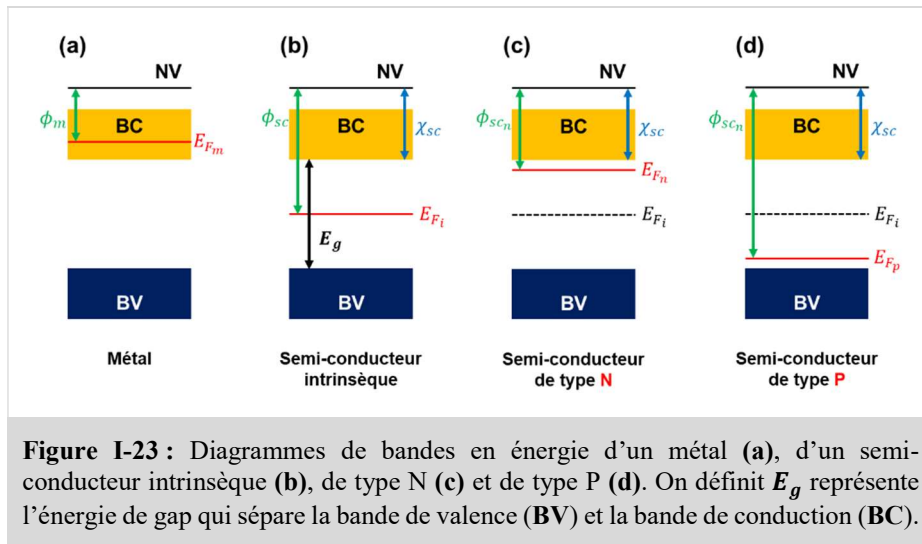 (a) (b) (c) (d)
NV NV NV NV
ϕm BC EFm
ϕsc BC χsc
ϕscn BC χsc
ϕscn BC χsc
EFn
EFi EFi EFi
Eg
EFp
BV BV BV BV
Métal
Semi-conducteur
intrinsèque
Semi-conducteur
de type N
Semi-conducteur
de type P
Figure I-23 : Diagrammes de bandes en énergie d’un métal (a), d’un semi-
conducteur intrinsèque (b), de type N (c) et de type P (d). On définit Eg représente
l’énergie de gap qui sépare la bande de valence (BV) et la bande de conduction (BC).